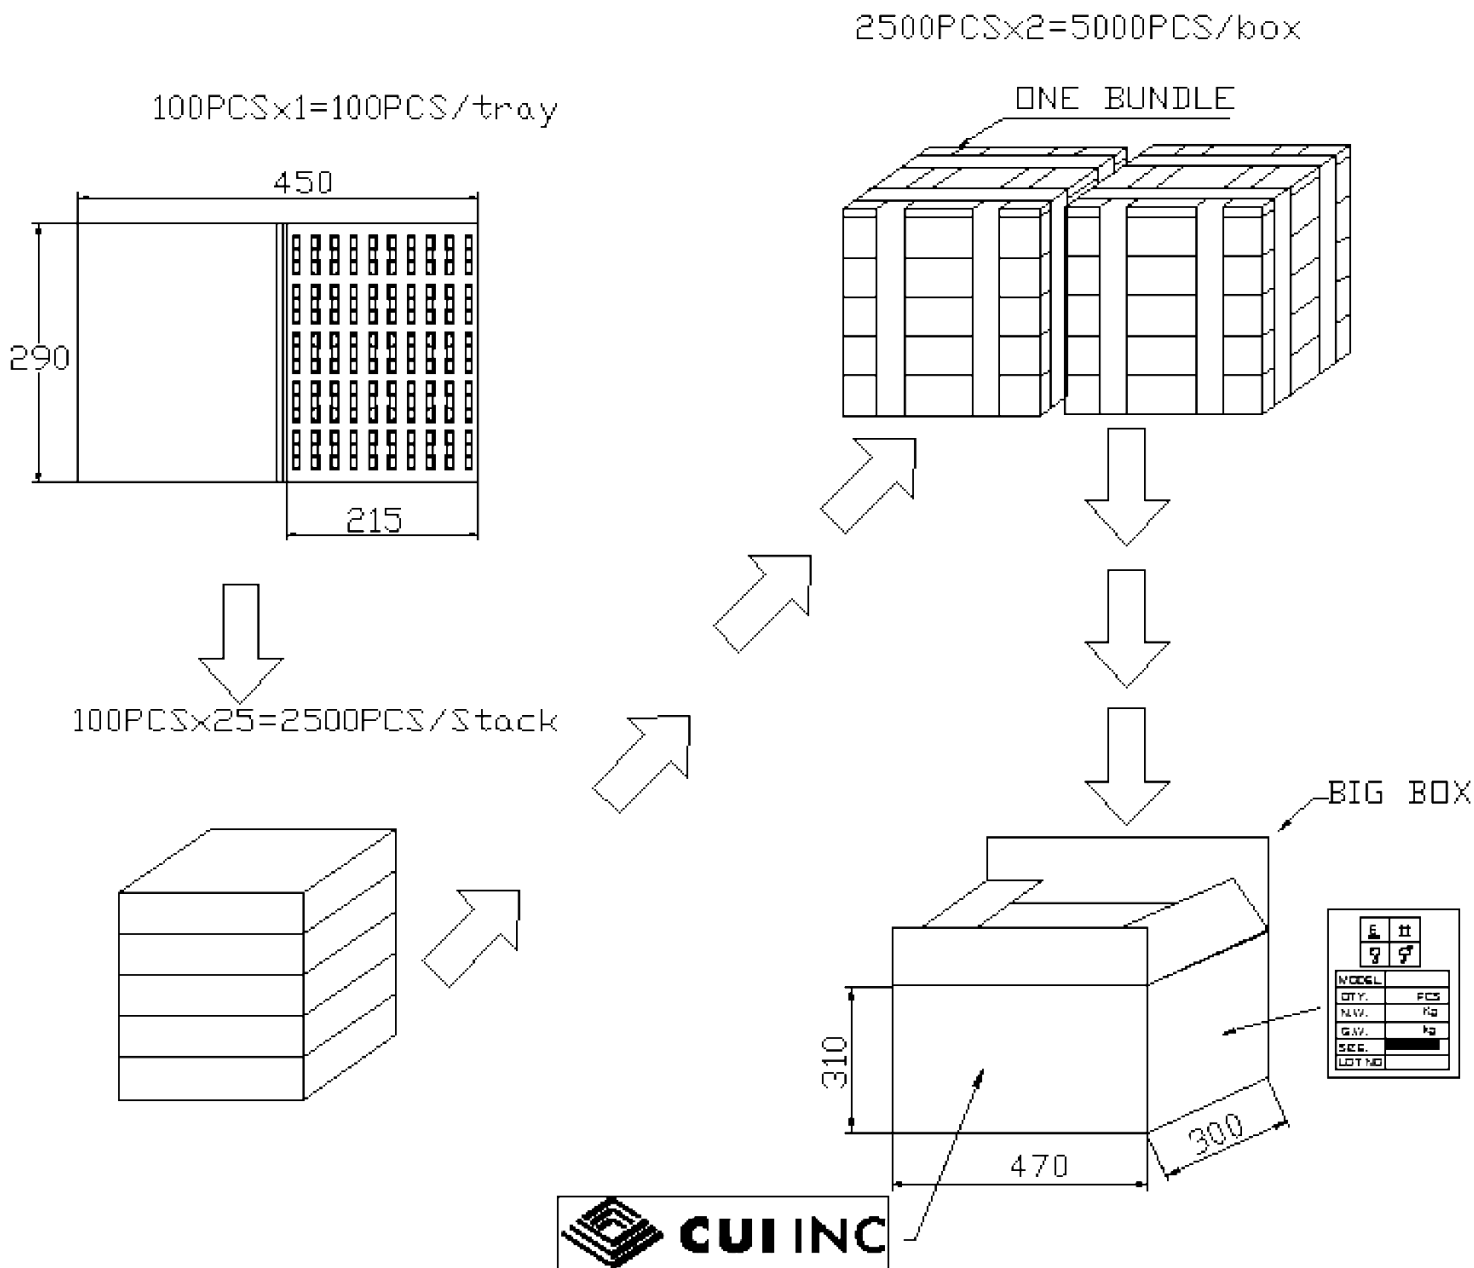 2500PCSx2=5000PCS/box
100PCSx1=100PCS/tray
ONE BUNDLE
450
290
215
100PCSx25=2500PCS/Stack
BIG BOX
MODEL
QTY. PCS
N.W. Kg
G.W. kg
SIZE.
LOT NO
310
300
470
CUI INC